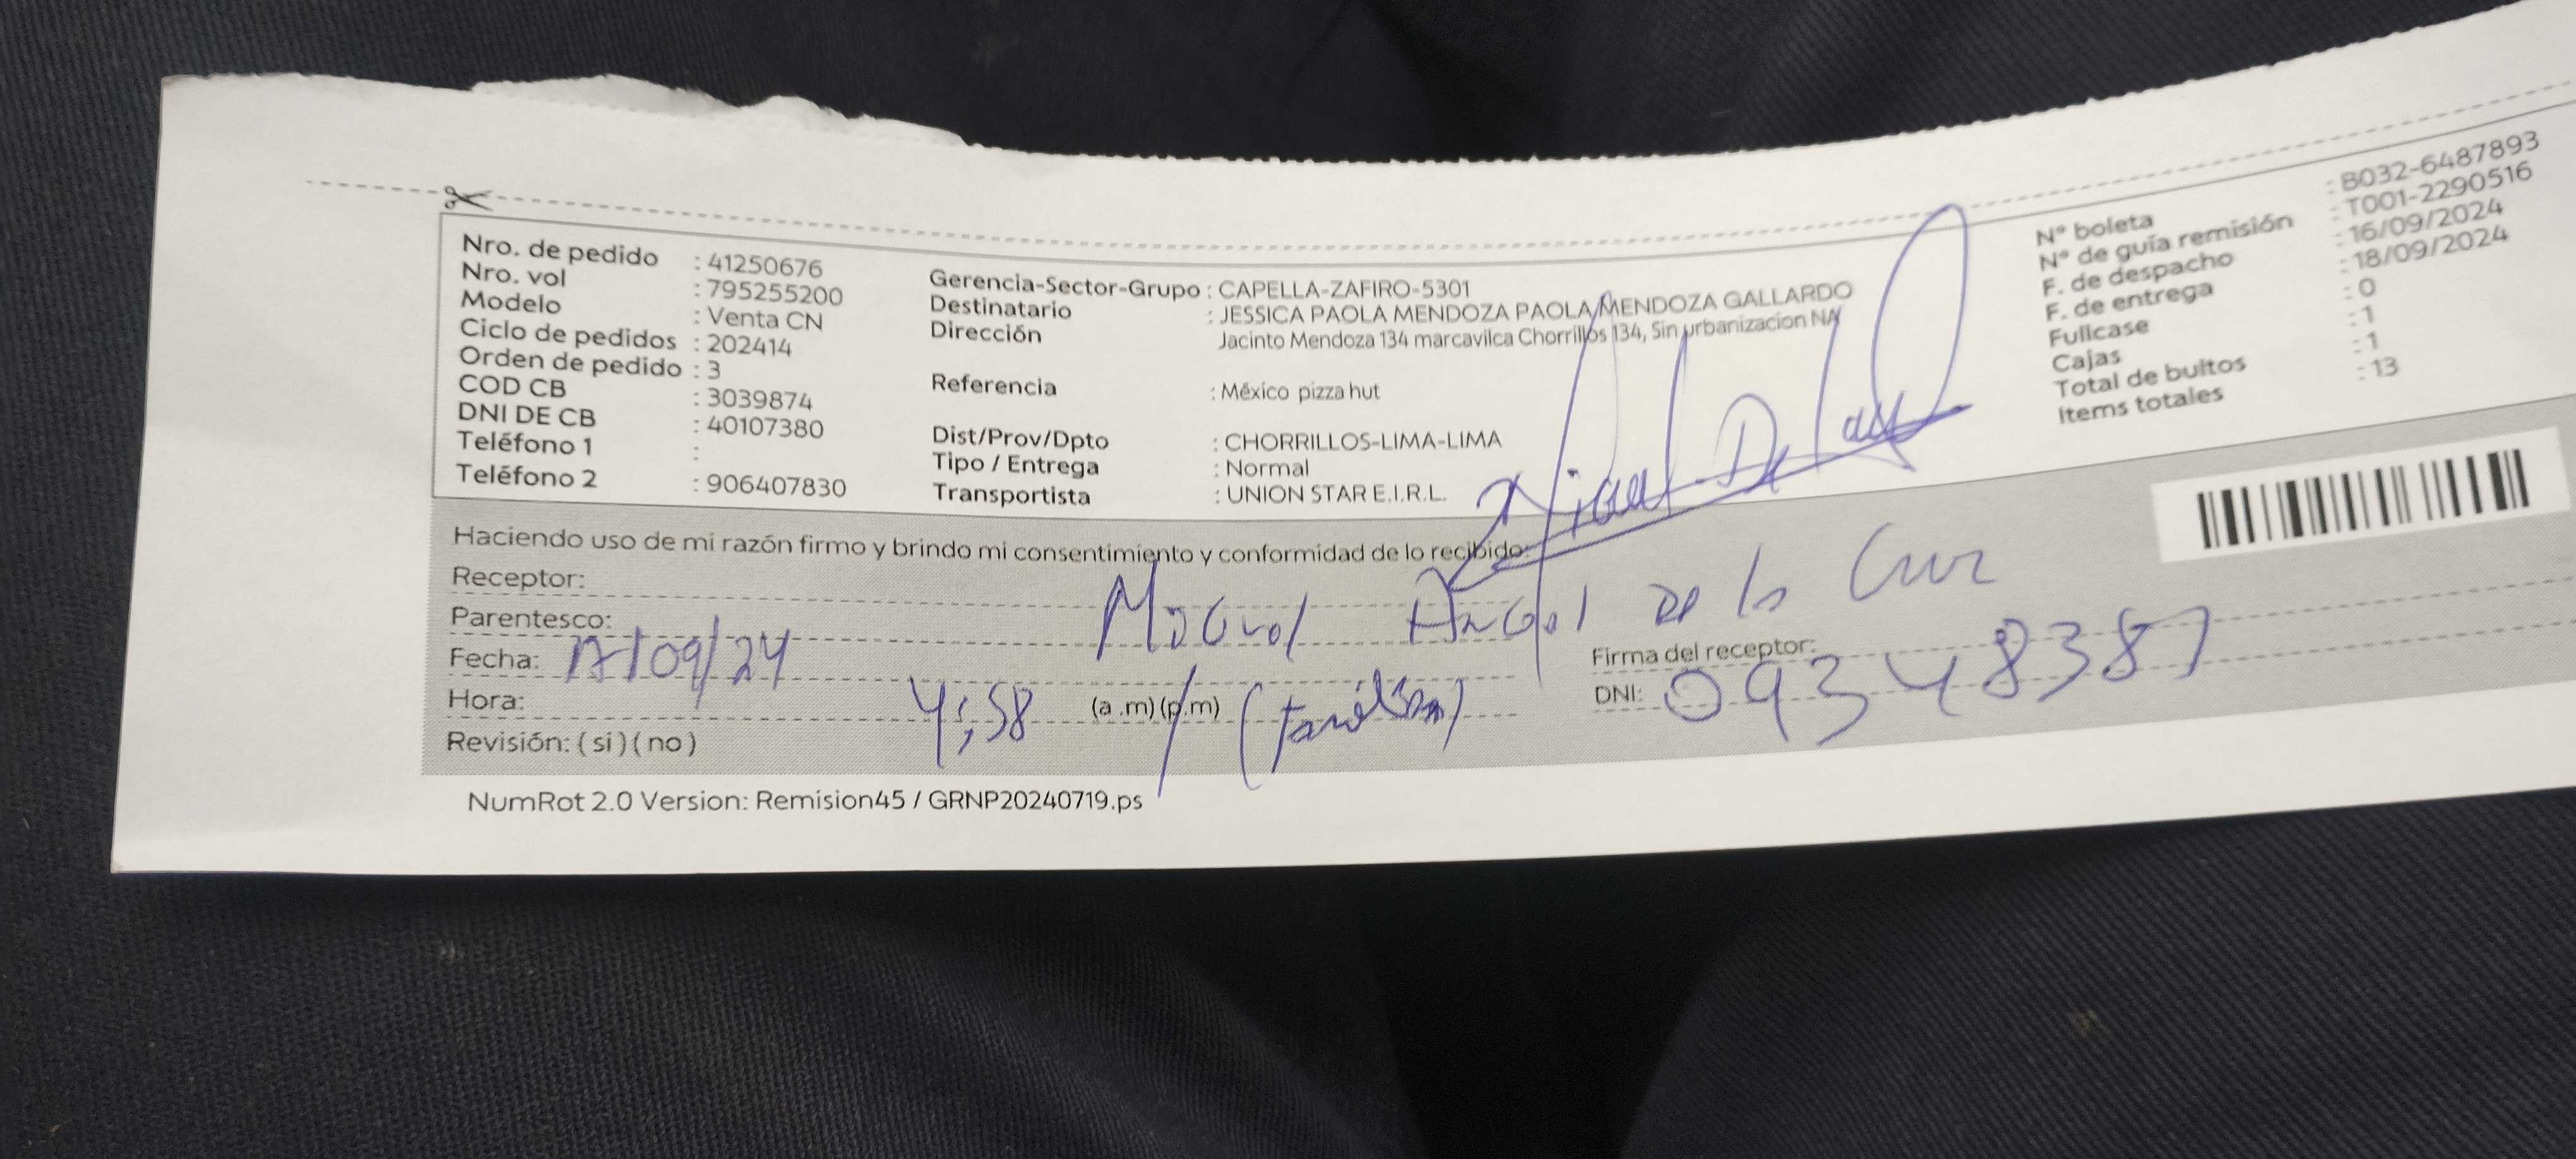 Nro. de pedido : 41250676
Nro. vol : 795255200
Modelo : Venta CN
Ciclo de pedidos : 202414
Orden de pedido : 3
COD CB : 3039874
DNI DE CB : 40107380
Teléfono 1 :
Teléfono 2 : 906407830
Gerencia-Sector-Grupo : CAPELLA-ZAFIRO-5301
Destinatario : JESSICA PAOLA MENDOZA PAOLA MENDOZA GALLARDO
Dirección Jacinto Mendoza 134 marcavilca Chorrillos 134, Sin urbanizacion NA
Referencia : México pizza hut
Dist/Prov/Dpto : CHORRILLOS-LIMA-LIMA
Tipo / Entrega : Normal
Transportista : UNION STAR E.I.R.L.
N° boleta : B032-6487893
N° de guía remisión : T001-2290516
F. de despacho : 16/09/2024
F. de entrega : 18/09/2024
Fullcase : 0
Cajas : 1
Total de bultos : 1
Items totales : 13
Haciendo uso de mi razón firmo y brindo mi consentimiento y conformidad de lo recibido:
Receptor:
Miguel Angel De la Cruz
Parentesco:
Fecha: 17/09/24
Firma del receptor:
Hora: 4:58 (a.m)(p.m)
DNI: 09348387
Revisión: (si)(no)
NumRot 2.0 Version: Remision45 / GRNP20240719.ps